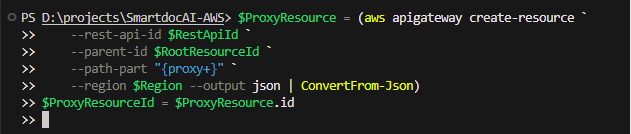 PS D:\projects\SmartdocAI-AWS> $ProxyResource = (aws apigateway create-resource `
>>     --rest-api-id $RestApiId `
>>     --parent-id $RootResourceId `
>>     --path-part "{proxy+}" `
>>     --region $Region --output json | ConvertFrom-Json)
>> $ProxyResourceId = $ProxyResource.id
>>